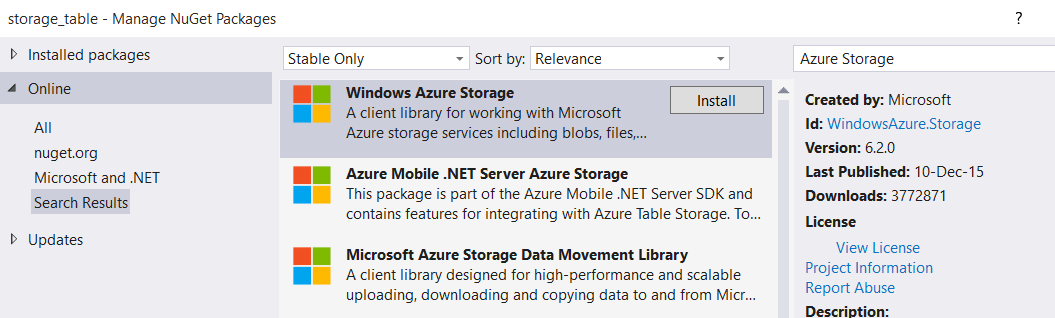 storage_table - Manage NuGet Packages
?
Installed packages
Online
All
nuget.org
Microsoft and .NET
Search Results
Updates
Stable Only
Sort by:
Relevance
Windows Azure Storage
A client library for working with Microsoft
Azure storage services including blobs, files,...
Install
Azure Mobile .NET Server Azure Storage
This package is part of the Azure Mobile .NET Server SDK and
contains features for integrating with Azure Table Storage. To...
Microsoft Azure Storage Data Movement Library
A client library designed for high-performance and scalable
uploading, downloading and copying data to and from Micr...
Azure Storage
Created by: Microsoft
Id: WindowsAzure.Storage
Version: 6.2.0
Last Published: 10-Dec-15
Downloads: 3772871
License
View License
Project Information
Report Abuse
Description: